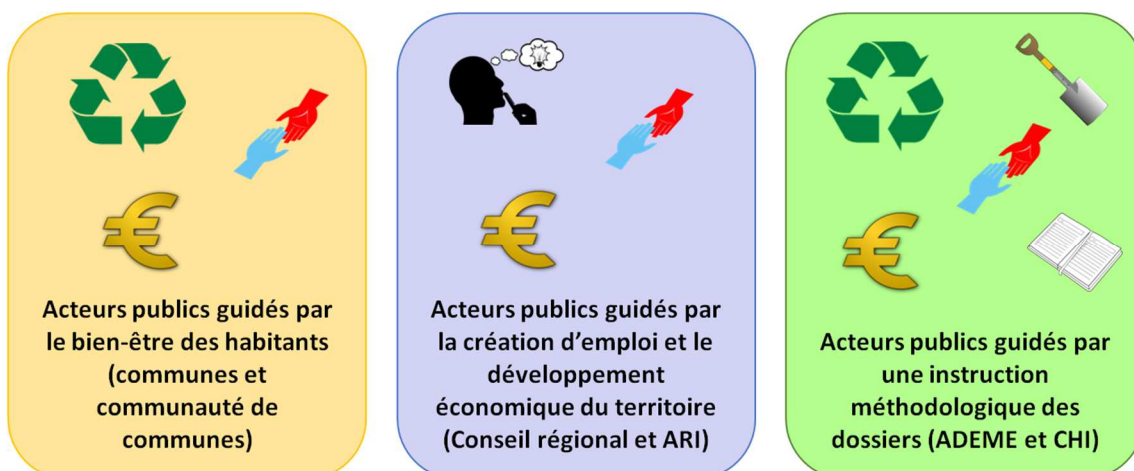 Acteurs publics guidés par
le bien-être des habitants
(communes et
communauté de
communes)
Acteurs publics guidés par
la création d'emploi et le
développement
économique du territoire
(Conseil régional et ARI)
Acteurs publics guidés par
une instruction
méthodologique des
dossiers (ADEME et CHI)